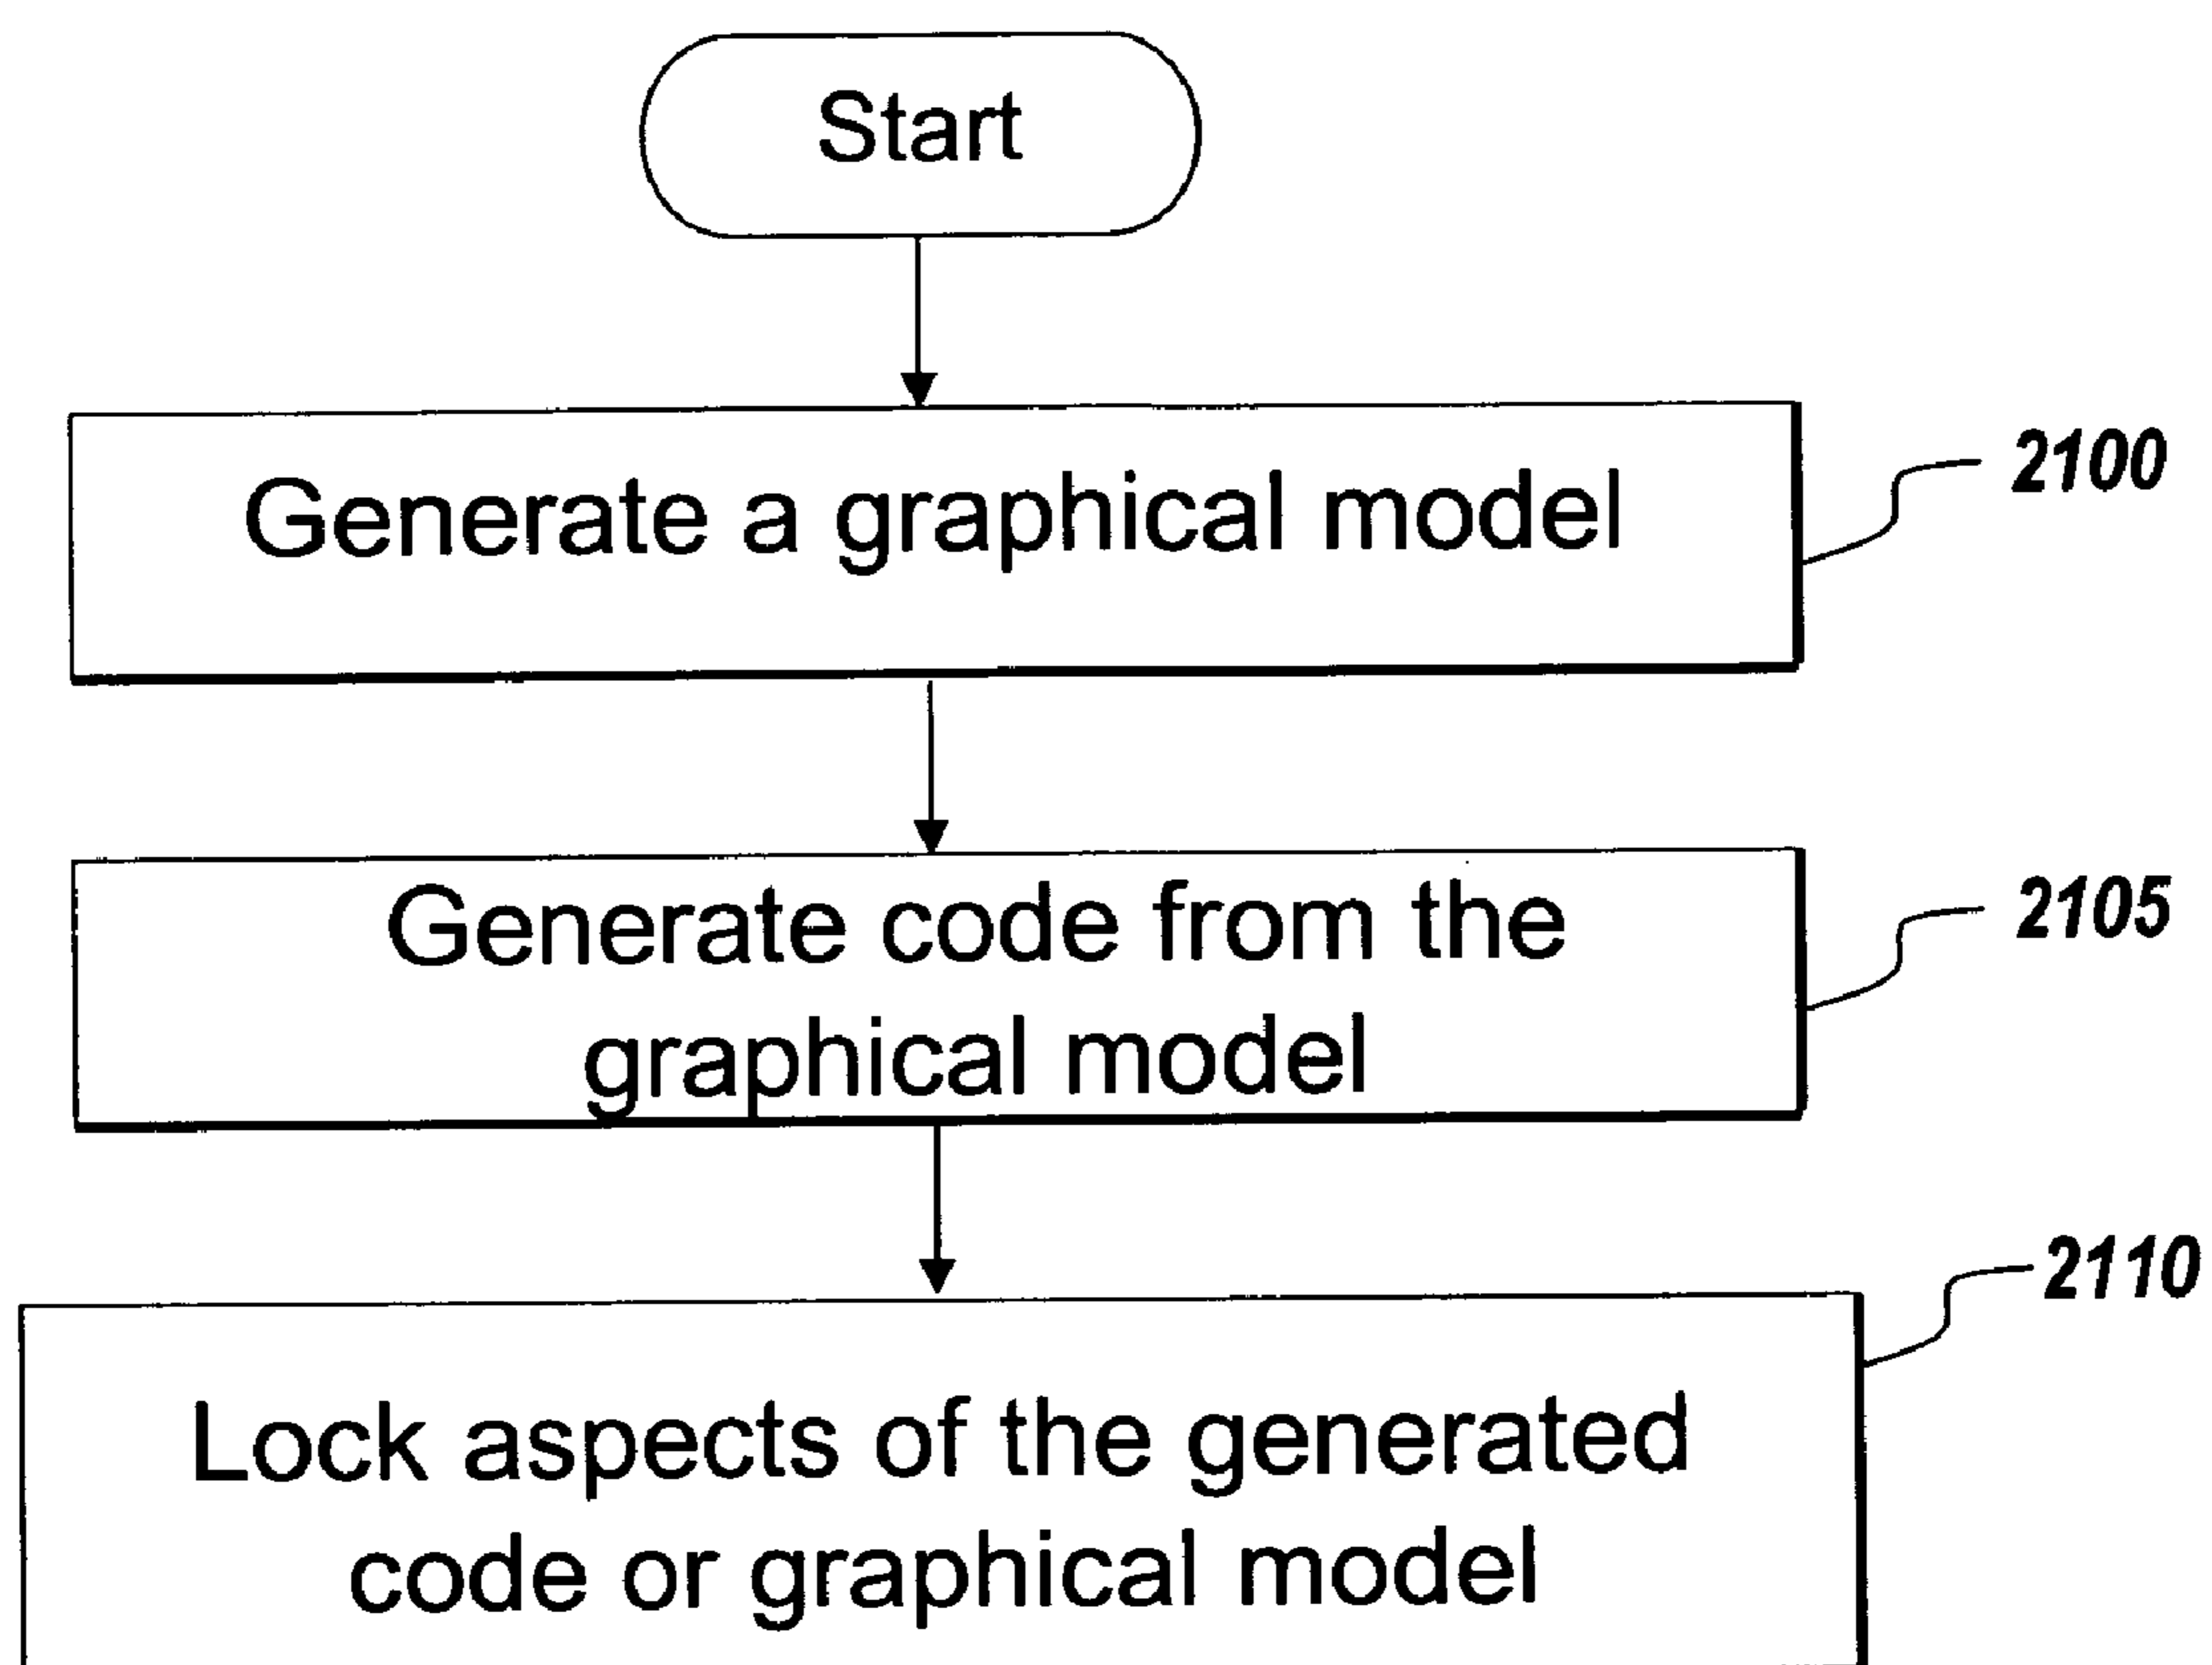 Start
Generate a graphical model
2100
Generate code from the
graphical model
2105
2110
Lock aspects of the generated
code or graphical model